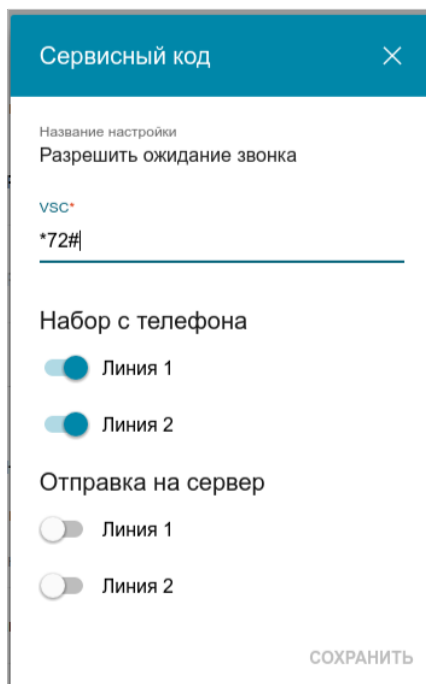 Сервисный код
Название настройки
Разрешить ожидание звонка
VSC*
*72#
Набор с телефона
Линия 1
Линия 2
Отправка на сервер
Линия 1
Линия 2
СОХРАНИТЬ